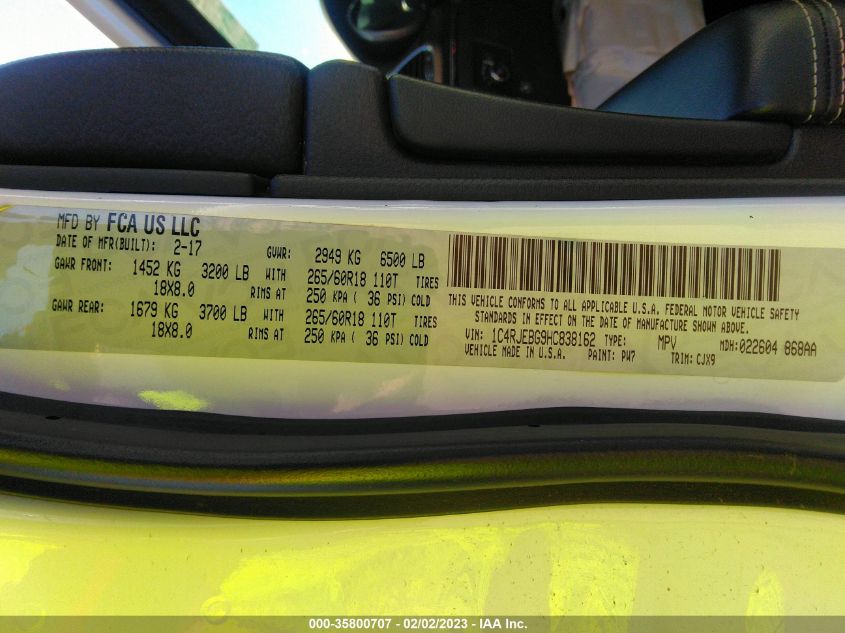 MFD BY FCA US LLC
DATE OF MFR(BUILT): 2-17 GVWR: 2949 KG 6500 LB
GAWR FRONT: 1452 KG 3200 LB WITH 265/60R18 110T TIRES
18X8.0 RIMS AT 250 KPA ( 36 PSI) COLD
GAWR REAR: 1679 KG 3700 LB WITH 265/60R18 110T TIRES
18X8.0 RIMS AT 250 KPA ( 36 PSI) COLD
THIS VEHICLE CONFORMS TO ALL APPLICABLE U.S.A. FEDERAL MOTOR VEHICLE SAFETY
STANDARDS IN EFFECT ON THE DATE OF MANUFACTURE SHOWN ABOVE.
VIN: 1C4RJEBG9HC838162 TYPE: MPV MDH:022604 868AA
VEHICLE MADE IN U.S.A. PAINT: PW7 TRIM: CJX9
000-35800707 - 02/02/2023 - IAA Inc.